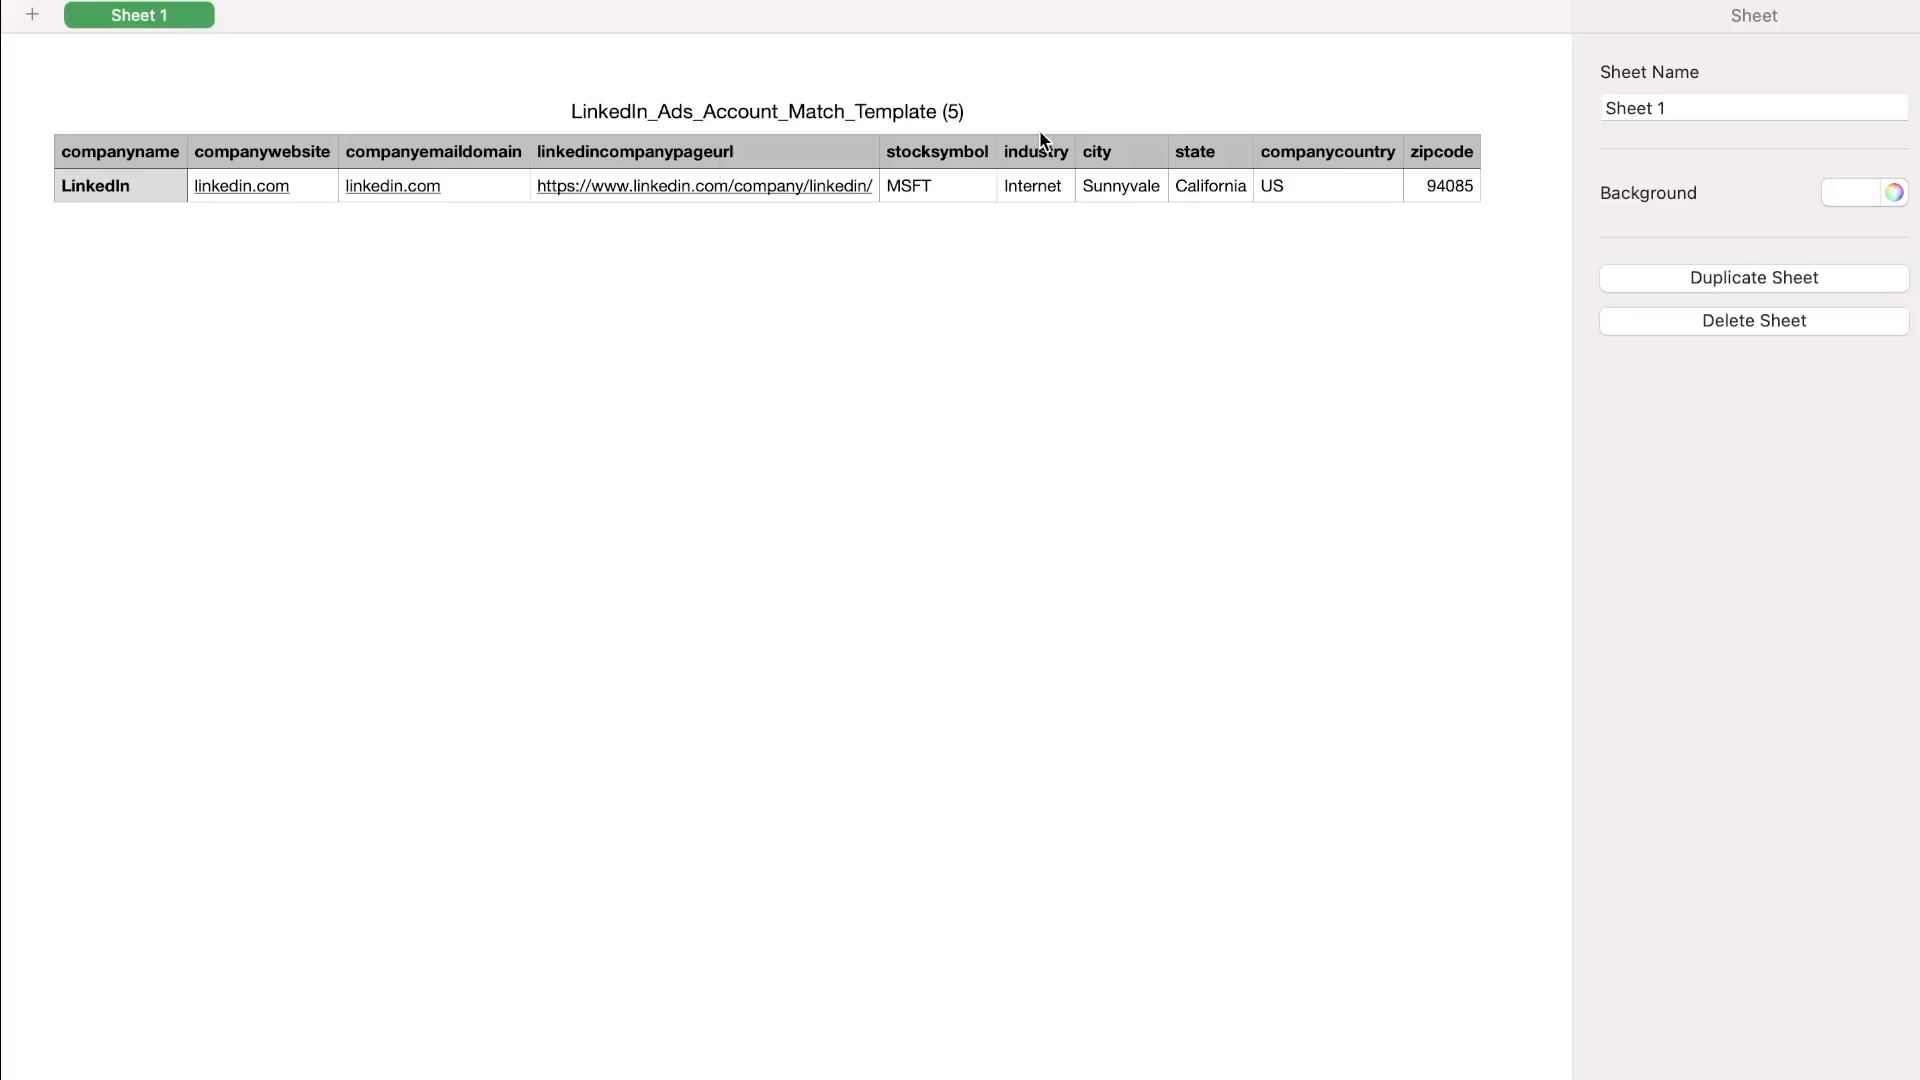 Sheet 1
Sheet
Sheet Name
Sheet 1
Background
Duplicate Sheet
Delete Sheet
LinkedIn_Ads_Account_Match_Template (5)
companyname companywebsite companyemaildomain linkedincompanypageurl stocksymbol industry city state companycountry zipcode
LinkedIn linkedin.com linkedin.com https://www.linkedin.com/company/linkedin/ MSFT Internet Sunnyvale California US 94085